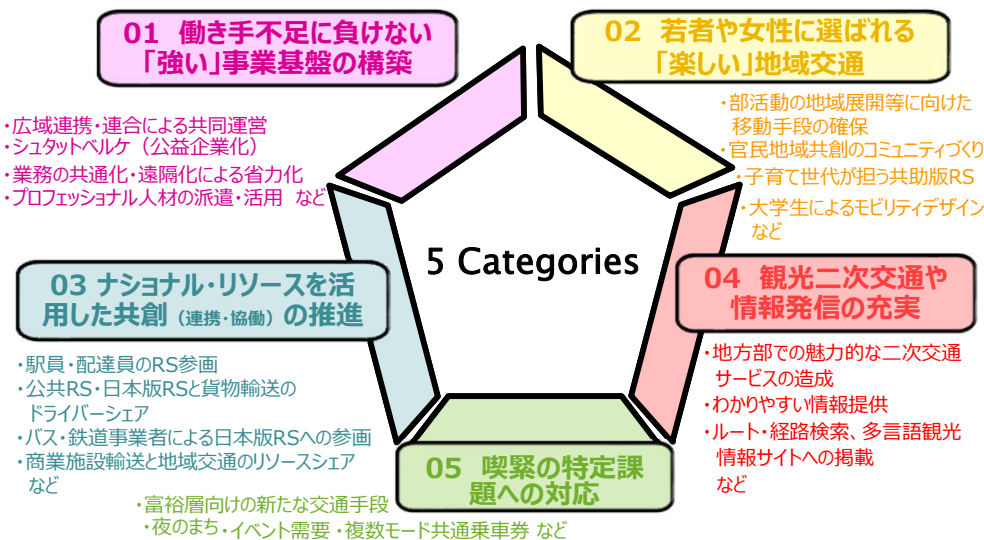 01 働き手不足に負けない
「強い」事業基盤の構築
・広域連携・連合による共同運営
・シュタットベルケ（公益企業化）
・業務の共通化・遠隔化による省力化
・プロフェッショナル人材の派遣・活用 など
02 若者や女性に選ばれる
「楽しい」地域交通
・部活動の地域展開等に向けた
移動手段の確保
・官民地域共創のコミュニティづくり
・子育て世代が担う共助版RS
・大学生によるモビリティデザイン
など
5 Categories
03 ナショナル・リソースを活
用した共創（連携・協働）の推進
・駅員・配達員のRS参画
・公共RS・日本版RSと貨物輸送の
ドライバーシェア
・バス・鉄道事業者による日本版RSへの参画
・商業施設輸送と地域交通のリソースシェア
など
04 観光二次交通や
情報発信の充実
・地方部での魅力的な二次交通
サービスの造成
・わかりやすい情報提供
・ルート・経路検索、多言語観光
情報サイトへの掲載
など
05 喫緊の特定課
題への対応
・富裕層向けの新たな交通手段
・夜のまち・イベント需要・複数モード共通乗車券 など